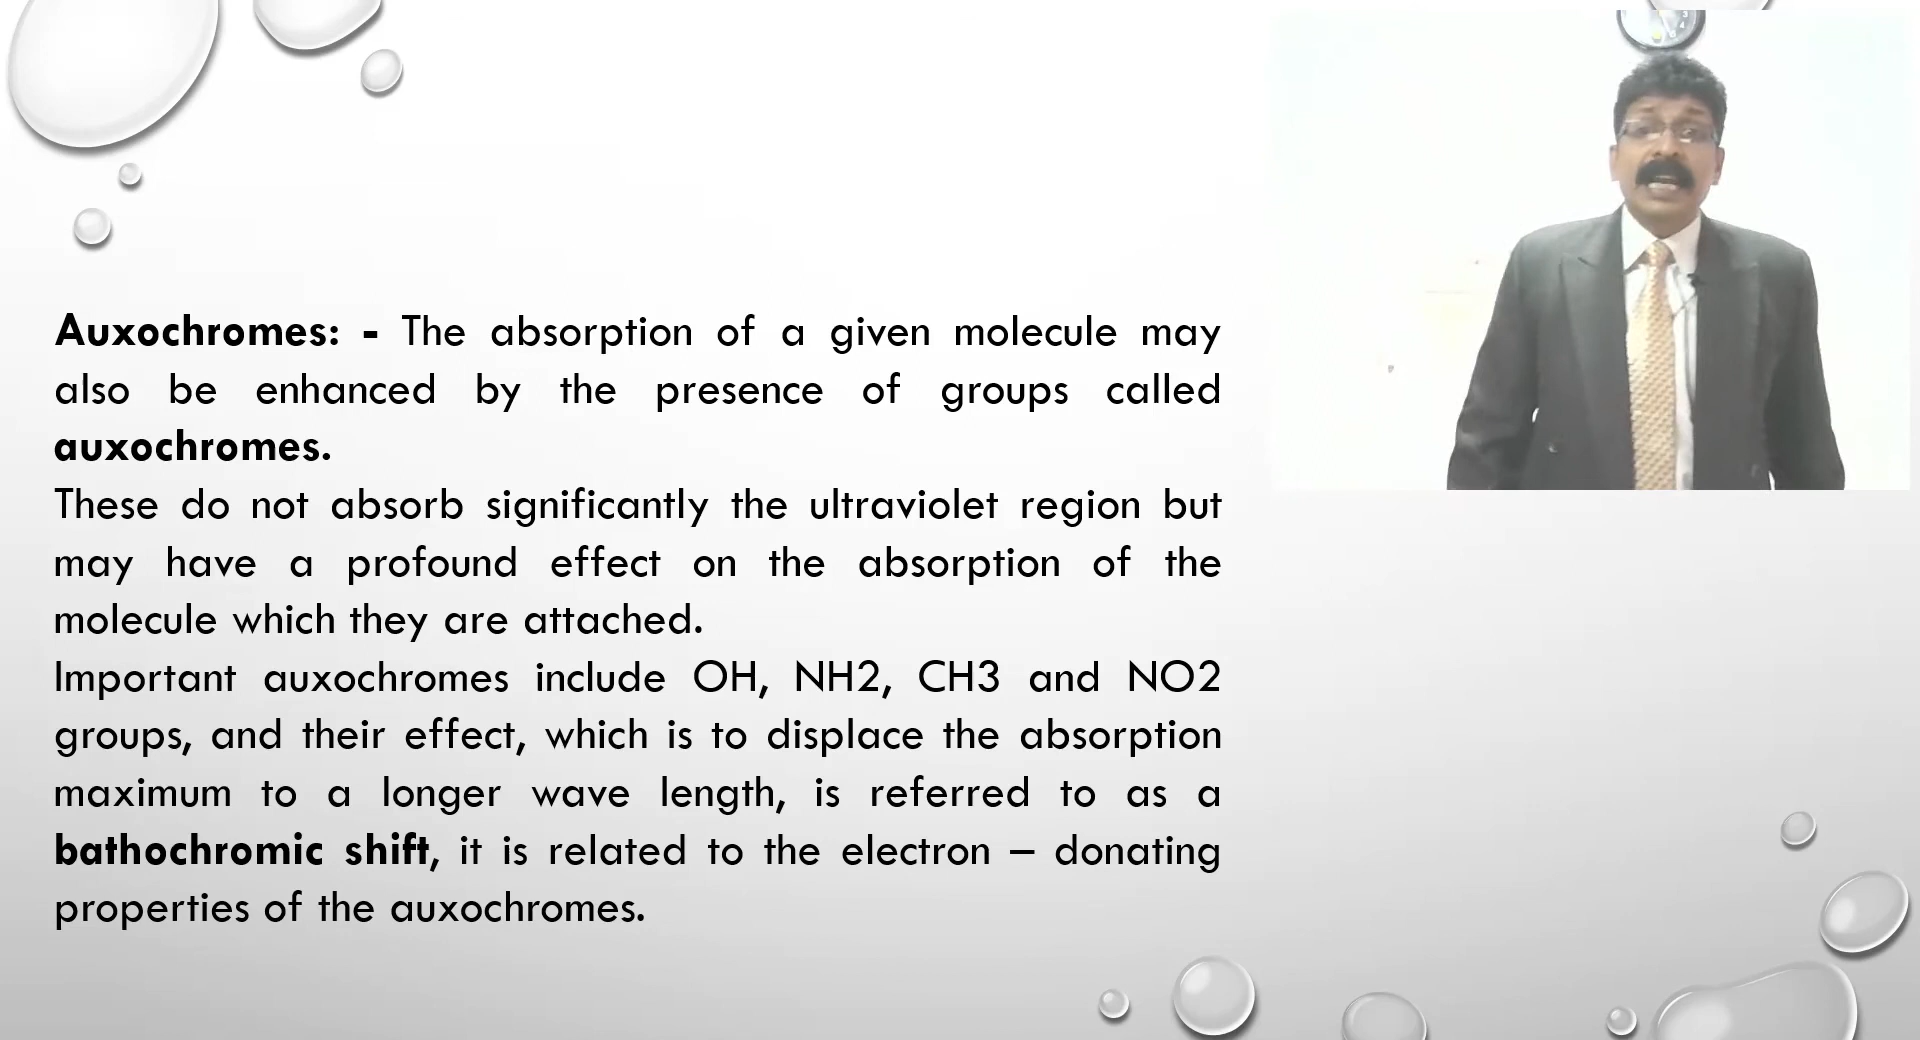 Auxochromes: - The absorption of a given molecule may
also be enhanced by the presence of groups called
auxochromes.
These do not absorb significantly the ultraviolet region but
may have a profound effect on the absorption of the
molecule which they are attached.
Important auxochromes include OH, NH2, CH3 and NO2
groups, and their effect, which is to displace the absorption
maximum to a longer wave length, is referred to as a
bathochromic shift, it is related to the electron – donating
properties of the auxochromes.